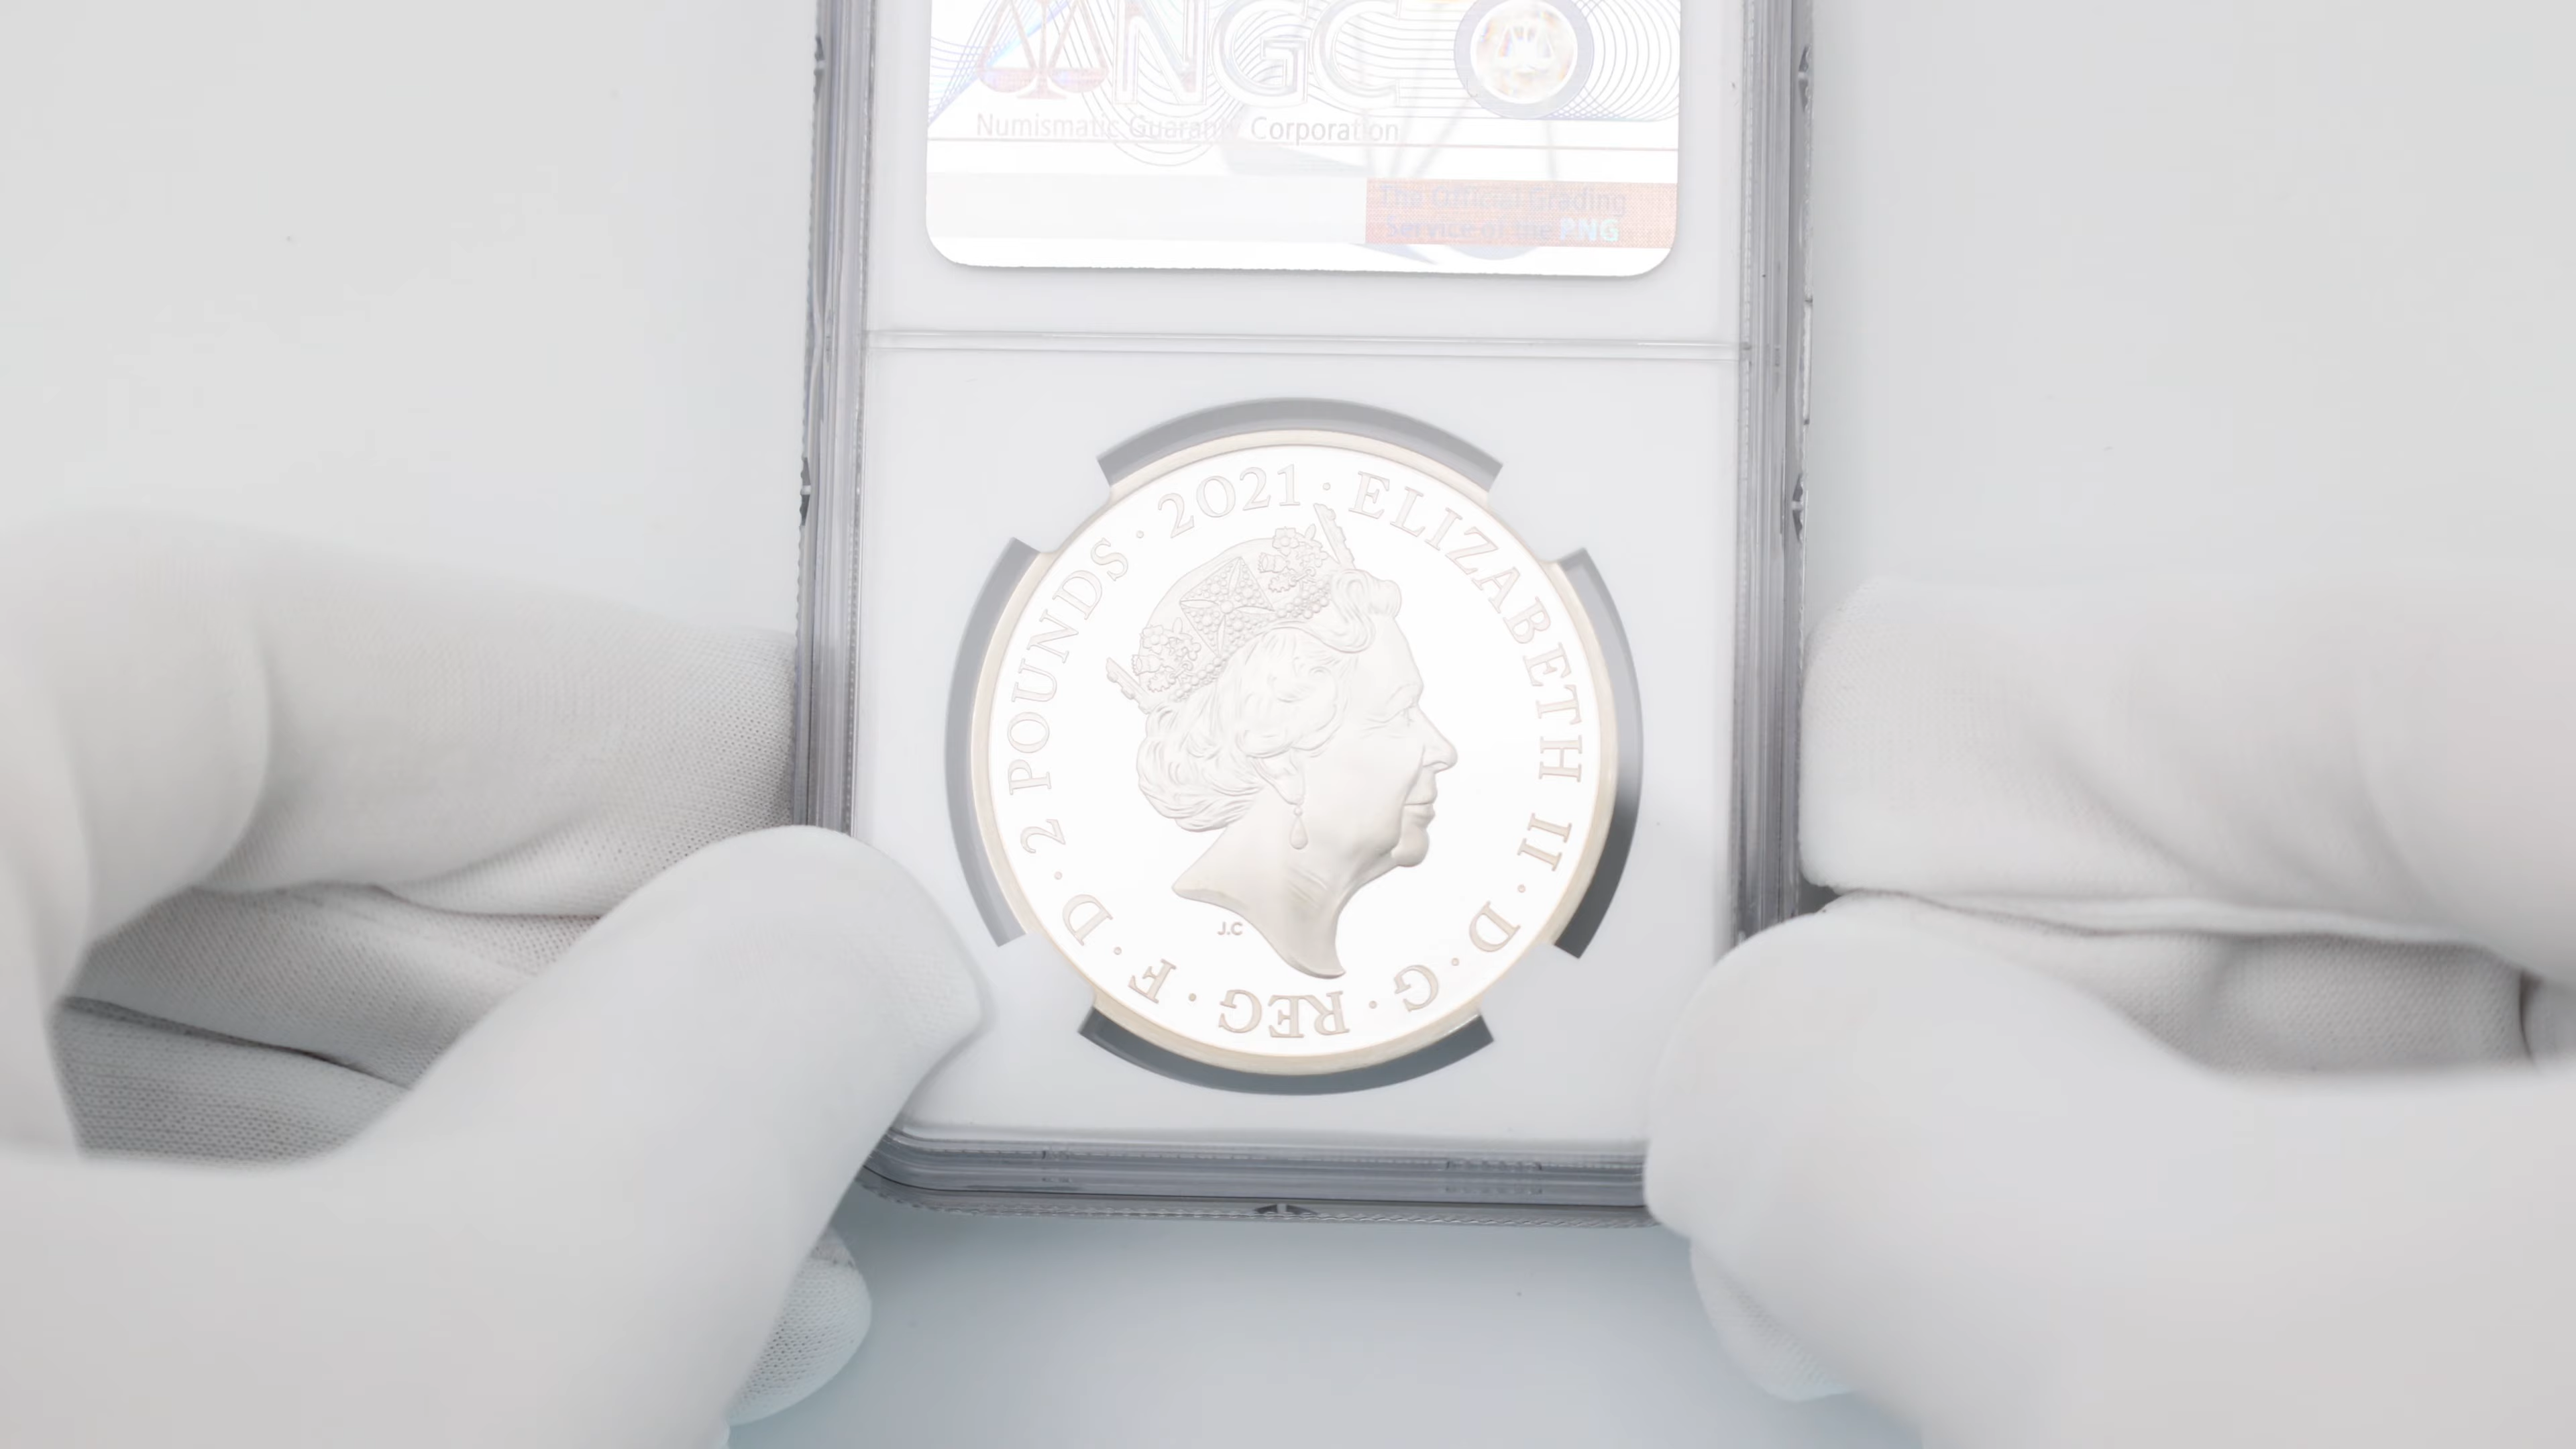 NGC
Numismatic Guaranty Corporation
The Official Grading
Service of the PNG
ELIZABETH II · D · G · REG · F · D · 2 POUNDS · 2021 ·
J.C